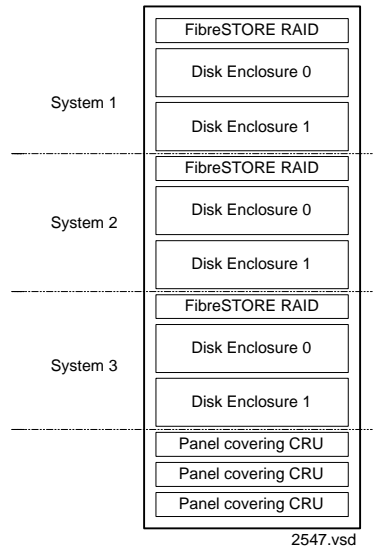 FibreSTORE RAID
Disk Enclosure 0
System 1
Disk Enclosure 1
FibreSTORE RAID
Disk Enclosure 0
System 2
Disk Enclosure 1
FibreSTORE RAID
Disk Enclosure 0
System 3
Disk Enclosure 1
Panel covering CRU
Panel covering CRU
Panel covering CRU
2547.vsd